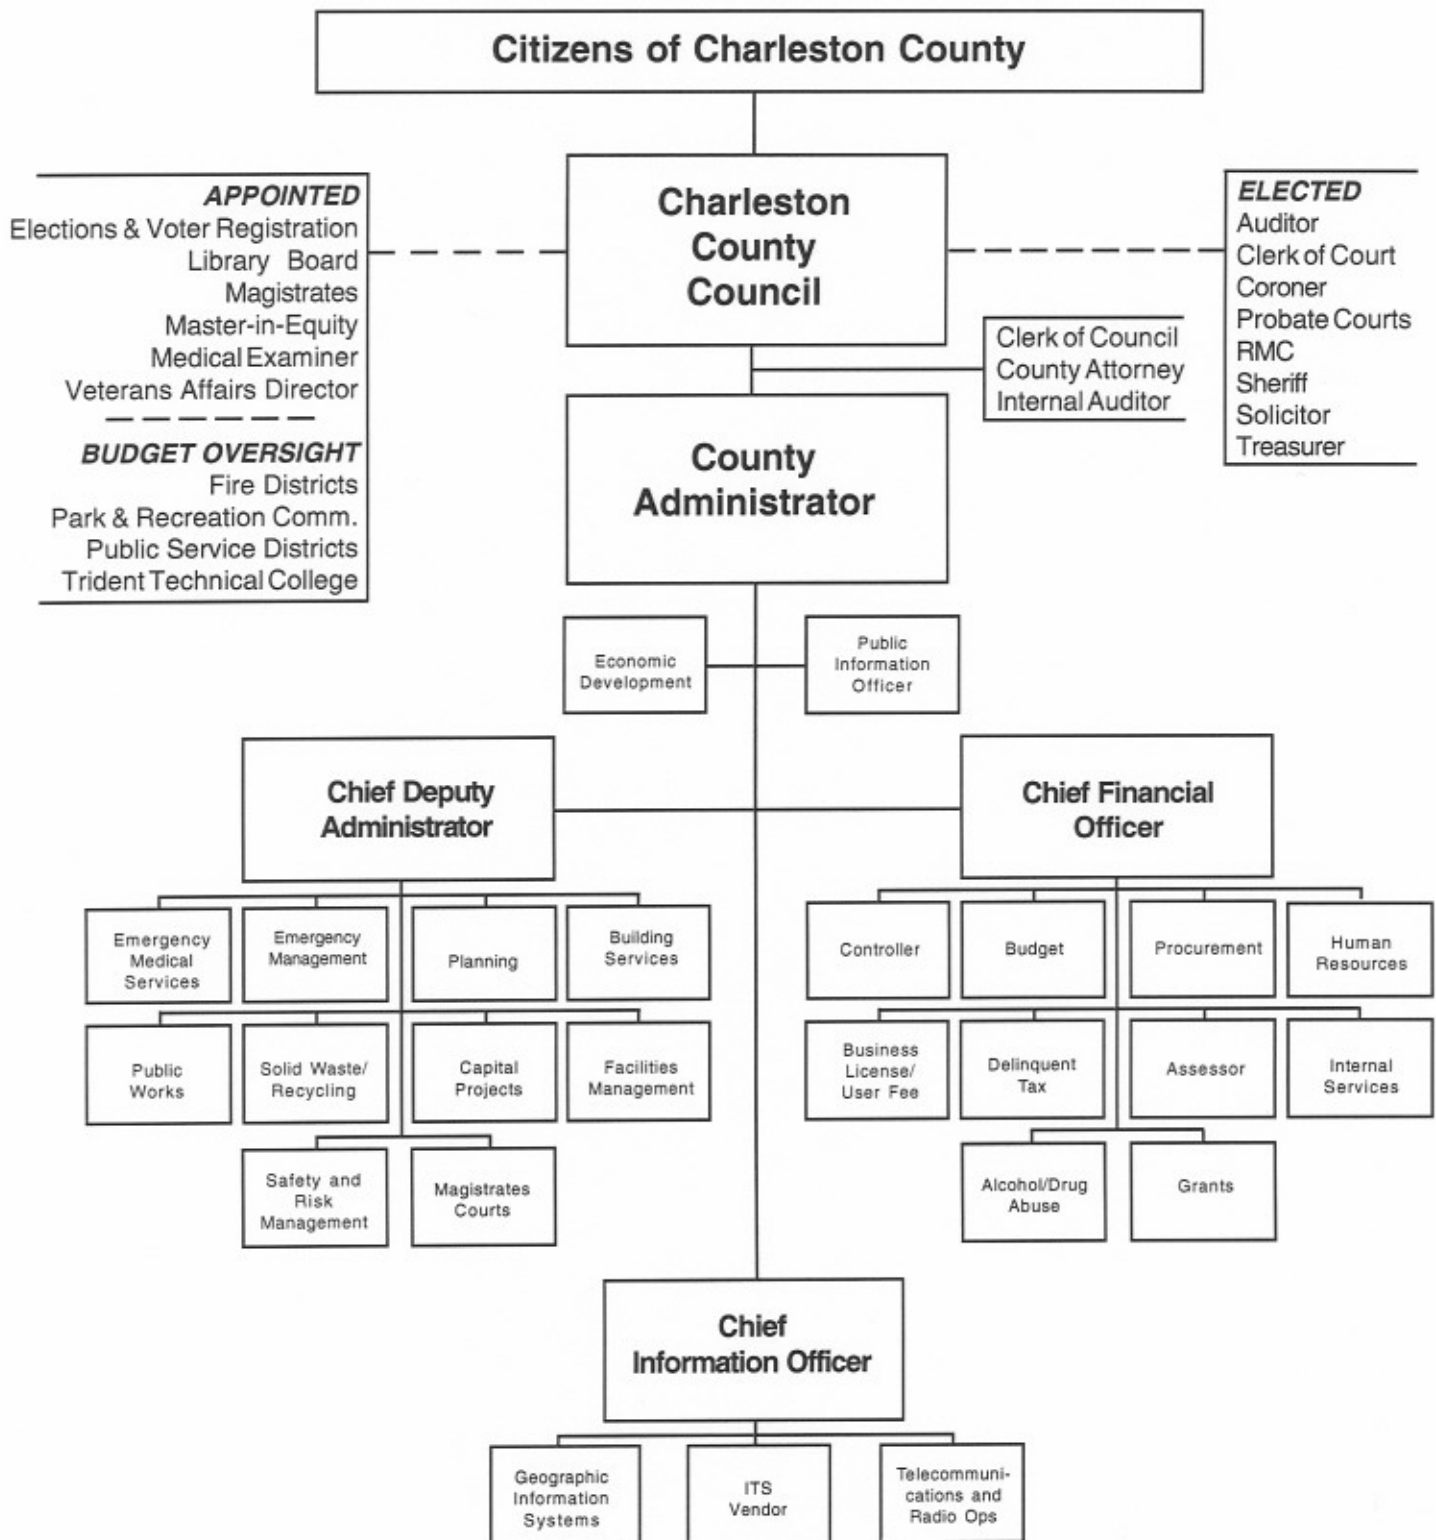 Citizens of Charleston County
Charleston
County
Council
APPOINTED
Elections & Voter Registration
Library Board
Magistrates
Master-in-Equity
Medical Examiner
Veterans Affairs Director
BUDGET OVERSIGHT
Fire Districts
Park & Recreation Comm.
Public Service Districts
Trident Technical College
ELECTED
Auditor
Clerk of Court
Coroner
Probate Courts
RMC
Sheriff
Solicitor
Treasurer
Clerk of Council
County Attorney
Internal Auditor
County
Administrator
Economic
Development
Public
Information
Officer
Chief Deputy
Administrator
Chief Financial
Officer
Emergency
Medical
Services
Emergency
Management
Planning
Building
Services
Public
Works
Solid Waste/
Recycling
Capital
Projects
Facilities
Management
Safety and
Risk
Management
Magistrates
Courts
Controller
Budget
Procurement
Human
Resources
Business
License/
User Fee
Delinquent
Tax
Assessor
Internal
Services
Alcohol/Drug
Abuse
Grants
Chief
Information Officer
Geographic
Information
Systems
ITS
Vendor
Telecommuni-
cations and
Radio Ops